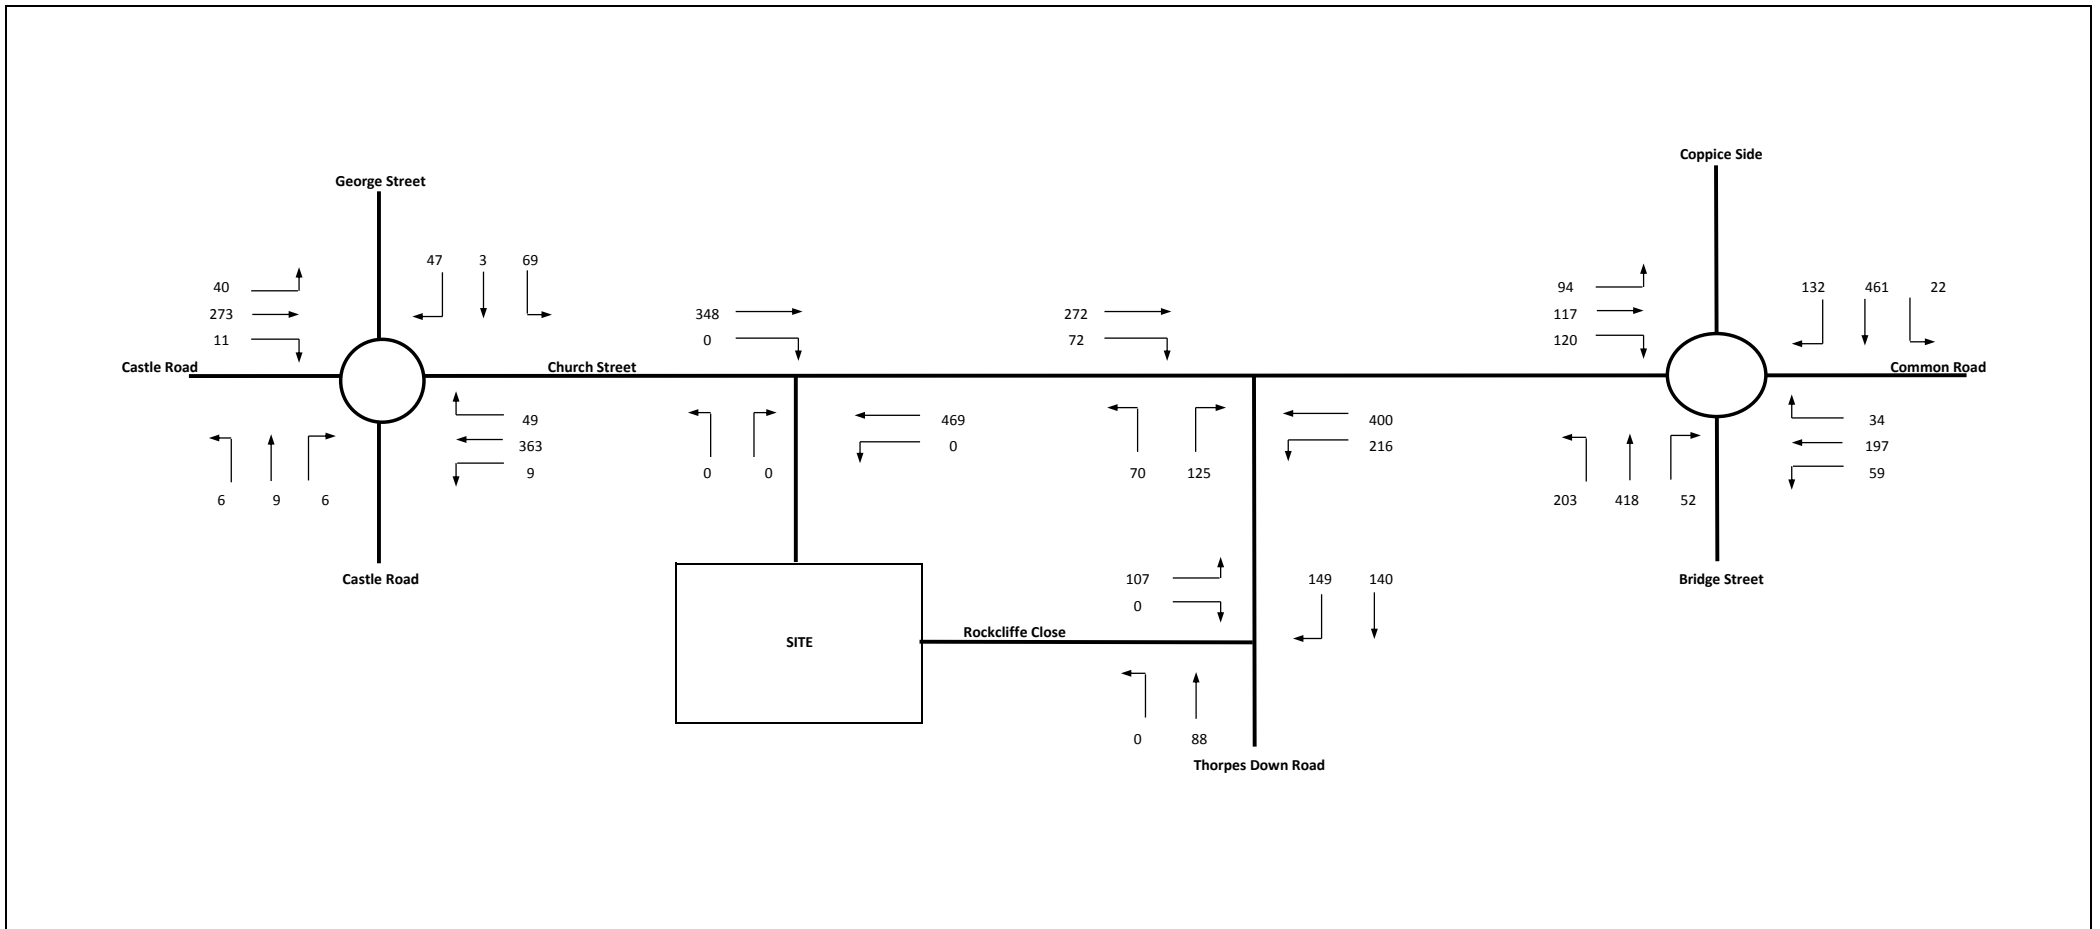 Coppice Side
George Street
47 3 69
40
273
11
348
0
272
72
94
117
120
132 461 22
Castle Road
Church Street
Common Road
49
363
9
6 9 6
469
0
0 0
400
216
70 125
34
197
59
203 418 52
Castle Road
107
0
149 140
Bridge Street
SITE
Rockcliffe Close
0 88
Thorpes Down Road